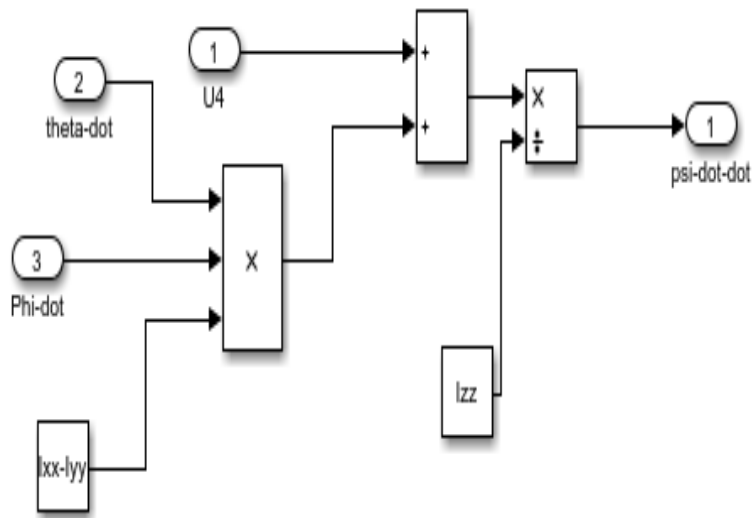 1
U4
2
theta-dot
3
Phi-dot
Ixx-Iyy
X
+
+
Izz
X
÷
1
psi-dot-dot